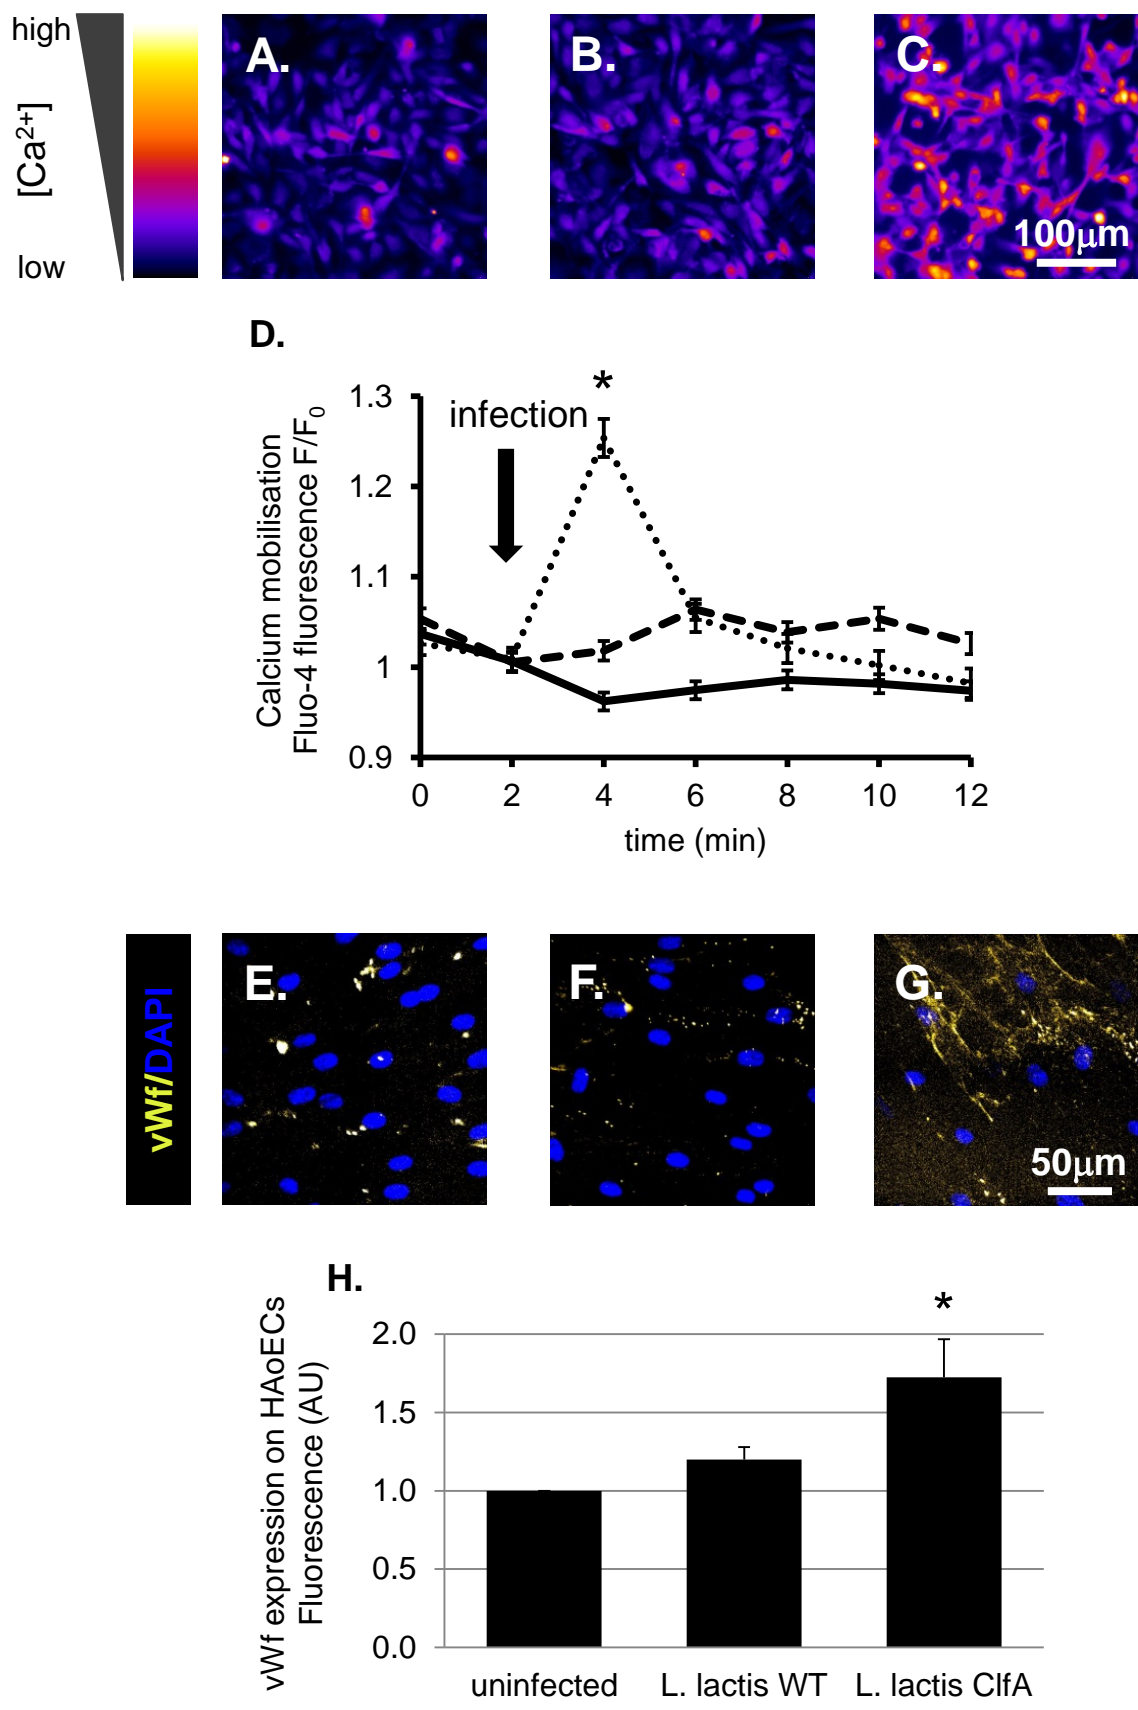 high
[Ca²⁺]
low
A.
B.
C.
100μm
D.
1.3
1.2
1.1
1
0.9
Calcium mobilisation
Fluo-4 fluorescence F/F₀
infection
*
0 2 4 6 8 10 12
time (min)
vWf/DAPI
E.
F.
G.
50μm
H.
*
2.0
1.5
1.0
0.5
0.0
vWf expression on HAoECs
Fluorescence (AU)
uninfected L. lactis WT L. lactis ClfA